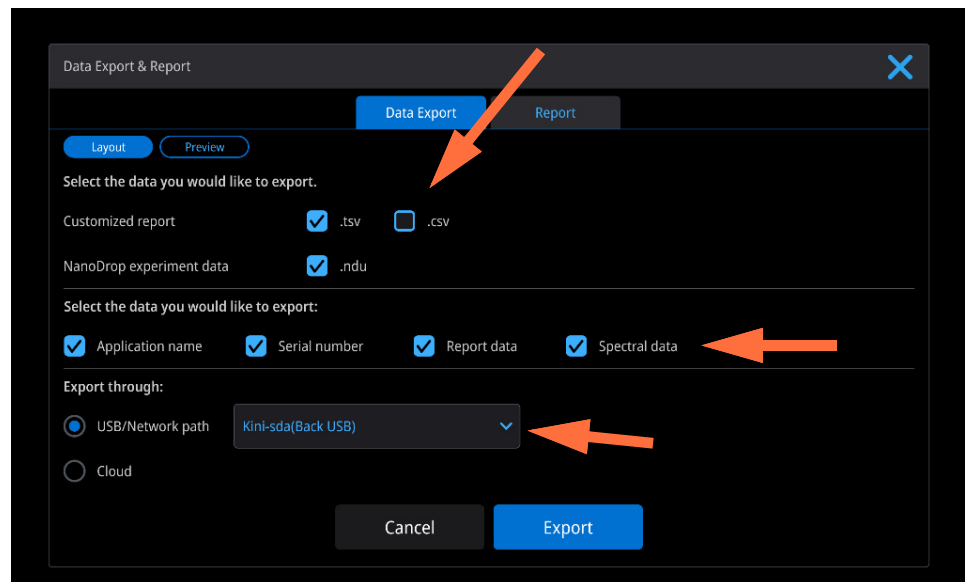 Data Export & Report
Data Export Report
Layout Preview
Select the data you would like to export.
Customized report .tsv .csv
NanoDrop experiment data .ndu
Select the data you would like to export:
Application name Serial number Report data Spectral data
Export through:
USB/Network path Kini-sda(Back USB)
Cloud
Cancel Export